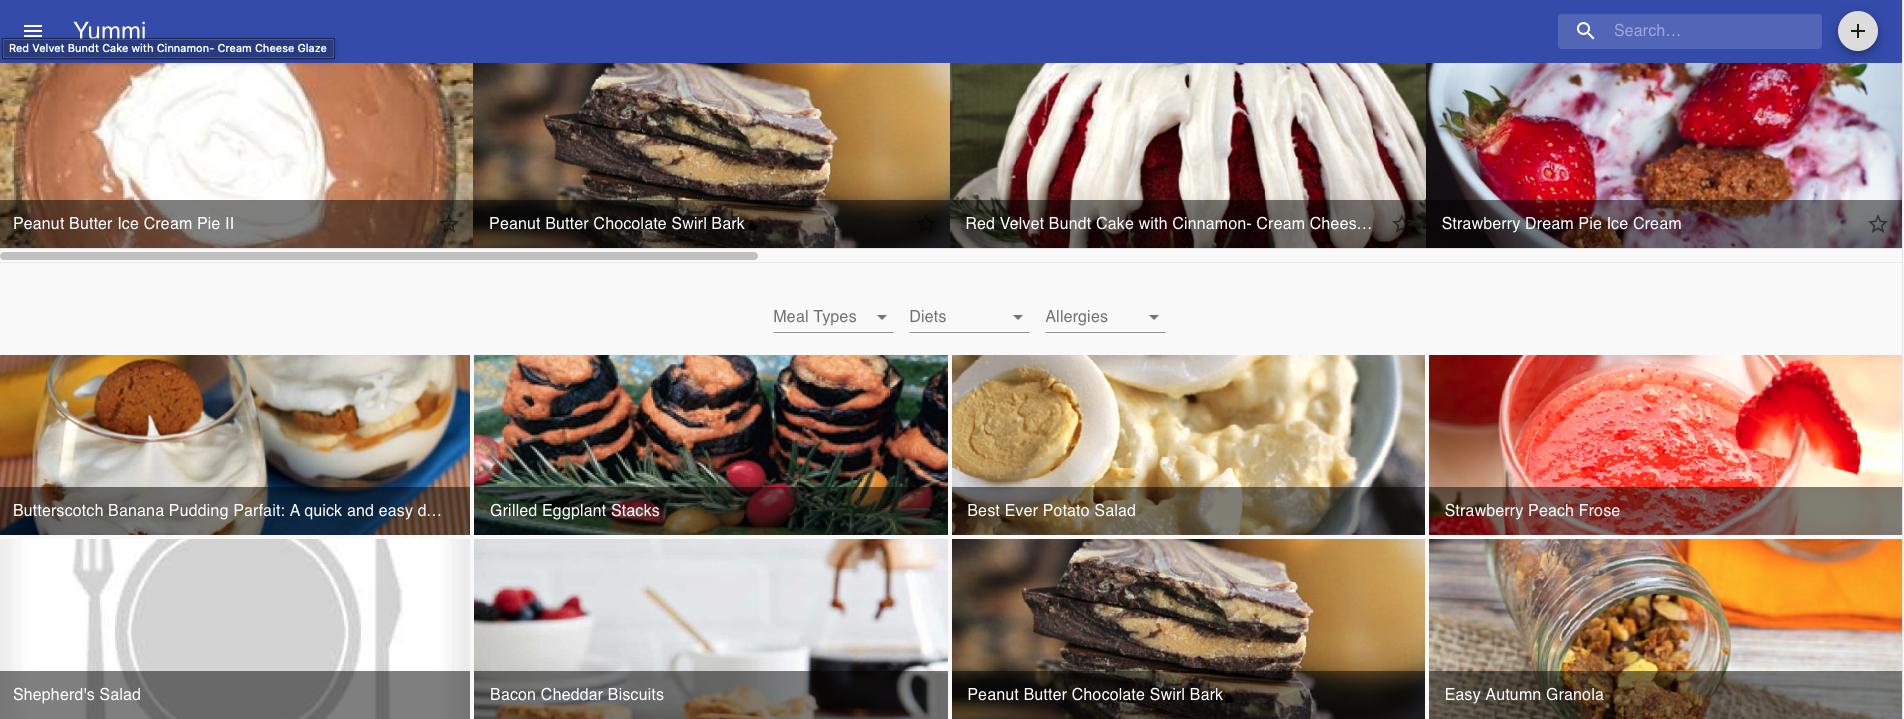 Yummi
Red Velvet Bundt Cake with Cinnamon- Cream Cheese Glaze
Search...
Peanut Butter Ice Cream Pie II
Peanut Butter Chocolate Swirl Bark
Red Velvet Bundt Cake with Cinnamon- Cream Chees...
Strawberry Dream Pie Ice Cream
Meal Types
Diets
Allergies
Butterscotch Banana Pudding Parfait: A quick and easy d...
Grilled Eggplant Stacks
Best Ever Potato Salad
Strawberry Peach Frose
Shepherd's Salad
Bacon Cheddar Biscuits
Peanut Butter Chocolate Swirl Bark
Easy Autumn Granola